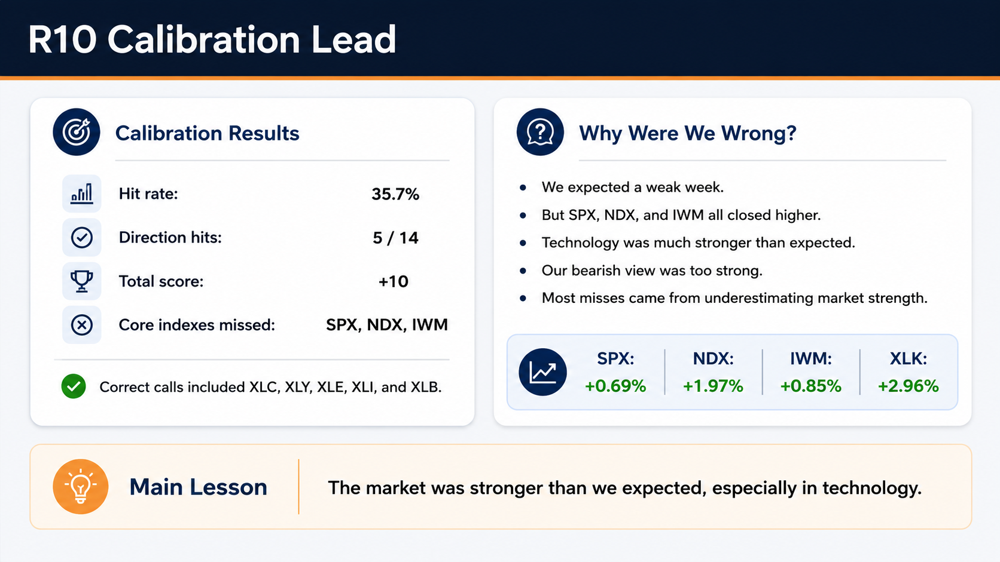 R10 Calibration Lead
Calibration Results
Hit rate: 35.7%
Direction hits: 5 / 14
Total score: +10
Core indexes missed: SPX, NDX, IWM
Correct calls included XLC, XLY, XLE, XLI, and XLB.
Why Were We Wrong?
• We expected a weak week.
• But SPX, NDX, and IWM all closed higher.
• Technology was much stronger than expected.
• Our bearish view was too strong.
• Most misses came from underestimating market strength.
SPX: NDX: IWM: XLK:
+0.69% +1.97% +0.85% +2.96%
Main Lesson
The market was stronger than we expected, especially in technology.